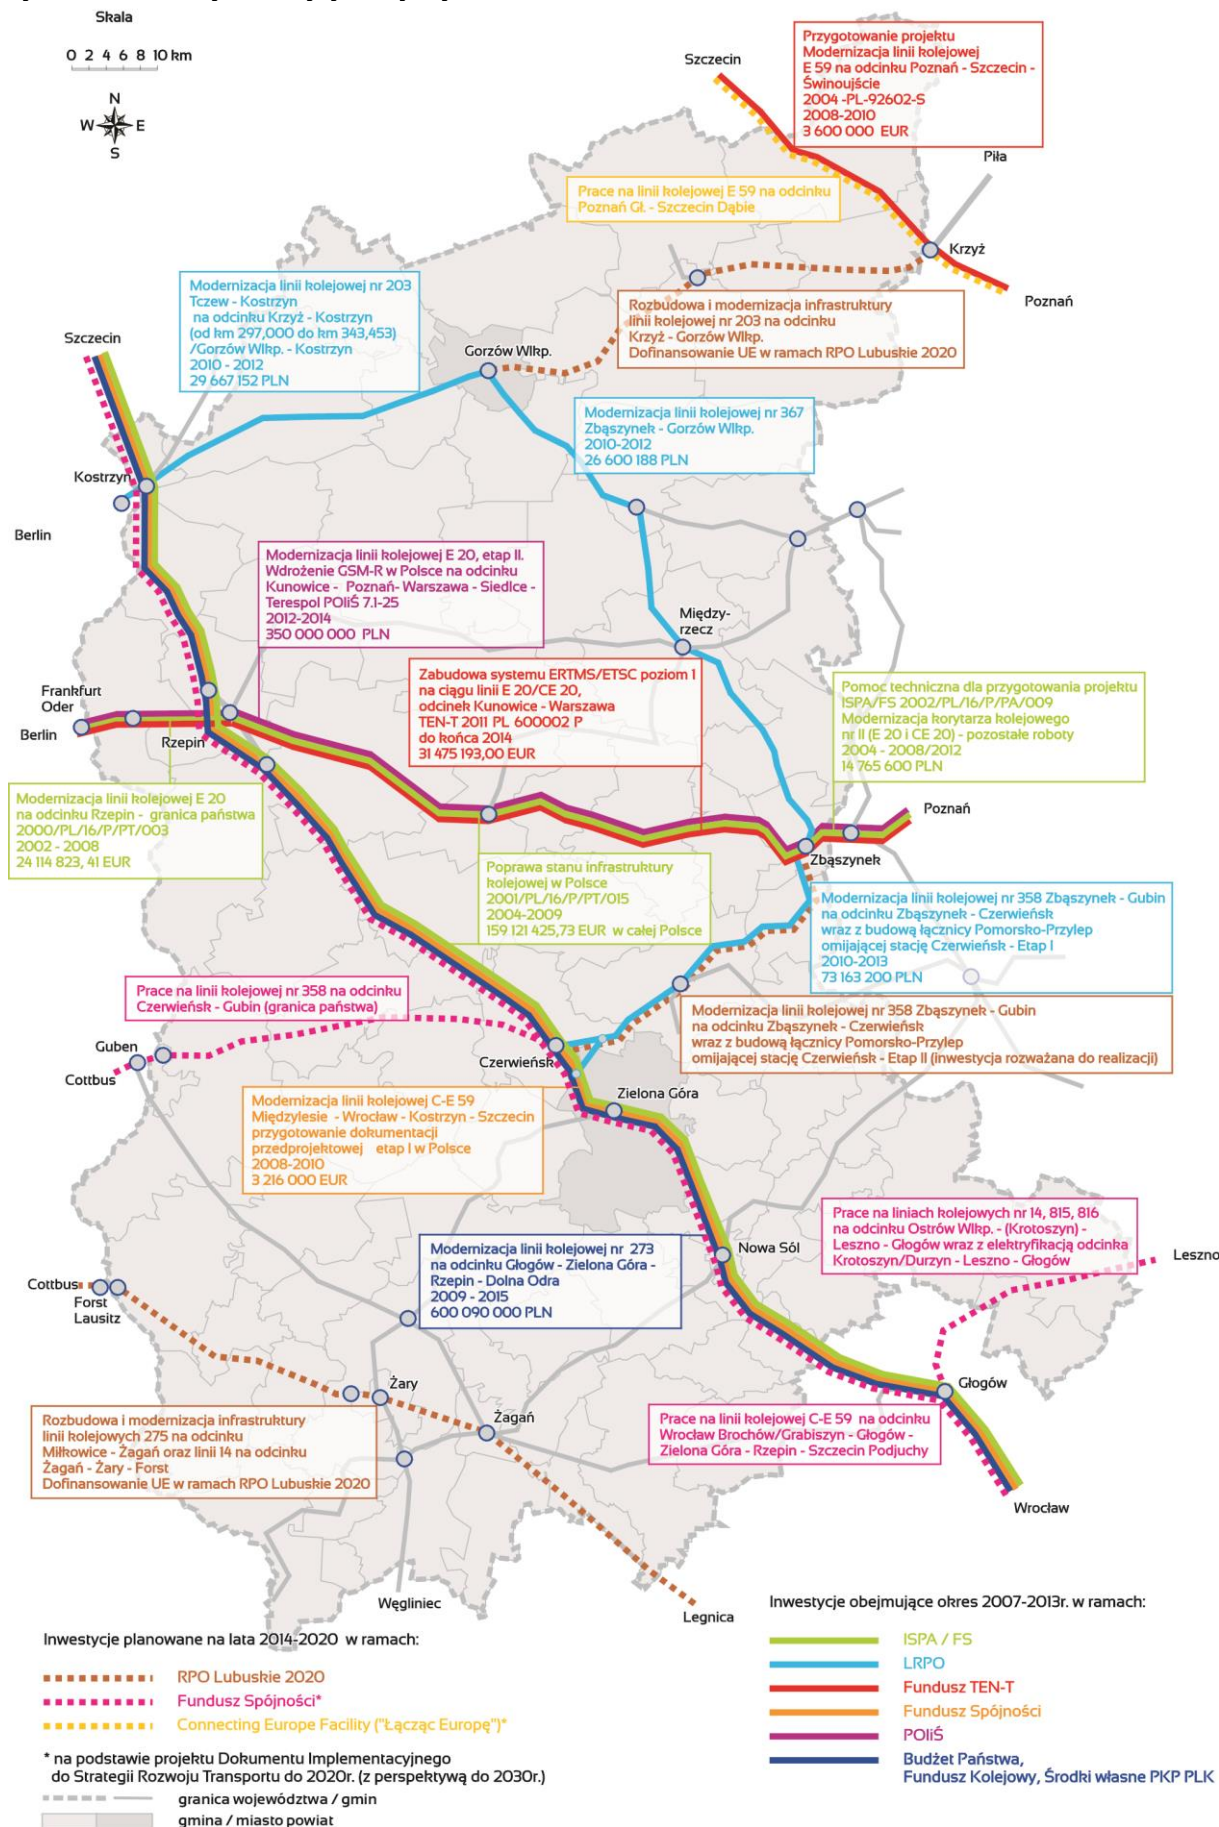 Skala
0 2 4 6 8 10 km
N
W E
S
Szczecin
Przygotowanie projektu
Modernizacja linii kolejowej
E 59 na odcinku Poznań - Szczecin -
Świnoujście
2004 -PL-92602-S
2008-2010
3 600 000 EUR
Piła
Prace na linii kolejowej E 59 na odcinku
Poznań Gł. - Szczecin Dąbie
Krzyż
Poznań
Modernizacja linii kolejowej nr 203
Tczew - Kostrzyn
na odcinku Krzyż - Kostrzyn
(od km 297,000 do km 343,453)
/Gorzów Wlkp. - Kostrzyn
2010 - 2012
29 667 152 PLN
Rozbudowa i modernizacja infrastruktury
linii kolejowej nr 203 na odcinku
Krzyż - Gorzów Wlkp.
Dofinansowanie UE w ramach RPO Lubuskie 2020
Szczecin
Gorzów Wlkp.
Modernizacja linii kolejowej nr 367
Zbąszynek - Gorzów Wlkp.
2010-2012
26 600 188 PLN
Kostrzyn
Berlin
Modernizacja linii kolejowej E 20, etap II.
Wdrożenie GSM-R w Polsce na odcinku
Kunowice - Poznań- Warszawa - Siedlce -
Terespol POIiŚ 7.1-25
2012-2014
350 000 000 PLN
Między-
rzecz
Zabudowa systemu ERTMS/ETSC poziom 1
na ciągu linii E 20/CE 20,
odcinek Kunowice - Warszawa
TEN-T 2011 PL 600002 P
do końca 2014
31 475 193,00 EUR
Pomoc techniczna dla przygotowania projektu
ISPA/FS 2002/PL/16/P/PA/009
Modernizacja korytarza kolejowego
nr II (E 20 i CE 20) - pozostałe roboty
2004 - 2008/2012
14 765 600 PLN
Frankfurt
Oder
Berlin
Rzepin
Modernizacja linii kolejowej E 20
na odcinku Rzepin - granica państwa
2000/PL/16/P/PT/003
2002 - 2008
24 114 823, 41 EUR
Poznań
Zbąszynek
Poprawa stanu infrastruktury
kolejowej w Polsce
2001/PL/16/P/PT/015
2004-2009
159 121 425,73 EUR w całej Polsce
Modernizacja linii kolejowej nr 358 Zbąszynek - Gubin
na odcinku Zbąszynek - Czerwieńsk
wraz z budową łącznicy Pomorsko-Przylep
omijającej stację Czerwieńsk - Etap I
2010-2013
73 163 200 PLN
Prace na linii kolejowej nr 358 na odcinku
Czerwieńsk - Gubin (granica państwa)
Modernizacja linii kolejowej nr 358 Zbąszynek - Gubin
na odcinku Zbąszynek - Czerwieńsk
wraz z budową łącznicy Pomorsko-Przylep
omijającej stację Czerwieńsk - Etap II (inwestycja rozważana do realizacji)
Guben
Cottbus
Czerwieńsk
Zielona Góra
Modernizacja linii kolejowej C-E 59
Międzylesie - Wrocław - Kostrzyn - Szczecin
przygotowanie dokumentacji
przedprojektowej etap I w Polsce
2008-2010
3 216 000 EUR
Prace na liniach kolejowych nr 14, 815, 816
na odcinku Ostrów Wlkp. - (Krotoszyn) -
Leszno - Głogów wraz z elektryfikacją odcinka
Krotoszyn/Durzyn - Leszno - Głogów
Leszno
Modernizacja linii kolejowej nr 273
na odcinku Głogów - Zielona Góra -
Rzepin - Dolna Odra
2009 - 2015
600 090 000 PLN
Nowa Sól
Cottbus
Forst
Lausitz
Żary
Żagań
Głogów
Rozbudowa i modernizacja infrastruktury
linii kolejowych 275 na odcinku
Miłkowice - Żagań oraz linii 14 na odcinku
Żagań - Żary - Forst
Dofinansowanie UE w ramach RPO Lubuskie 2020
Prace na linii kolejowej C-E 59 na odcinku
Wrocław Brochów/Grabiszyn - Głogów -
Zielona Góra - Rzepin - Szczecin Podjuchy
Wrocław
Węgliniec
Legnica
Inwestycje planowane na lata 2014-2020 w ramach:
RPO Lubuskie 2020
Fundusz Spójności*
Connecting Europe Facility ("Łącząc Europę")*
* na podstawie projektu Dokumentu Implementacyjnego
do Strategii Rozwoju Transportu do 2020r. (z perspektywą do 2030r.)
granica województwa / gmin
gmina / miasto powiat
Inwestycje obejmujące okres 2007-2013r. w ramach:
ISPA / FS
LRPO
Fundusz TEN-T
Fundusz Spójności
POIiŚ
Budżet Państwa,
Fundusz Kolejowy, Środki własne PKP PLK